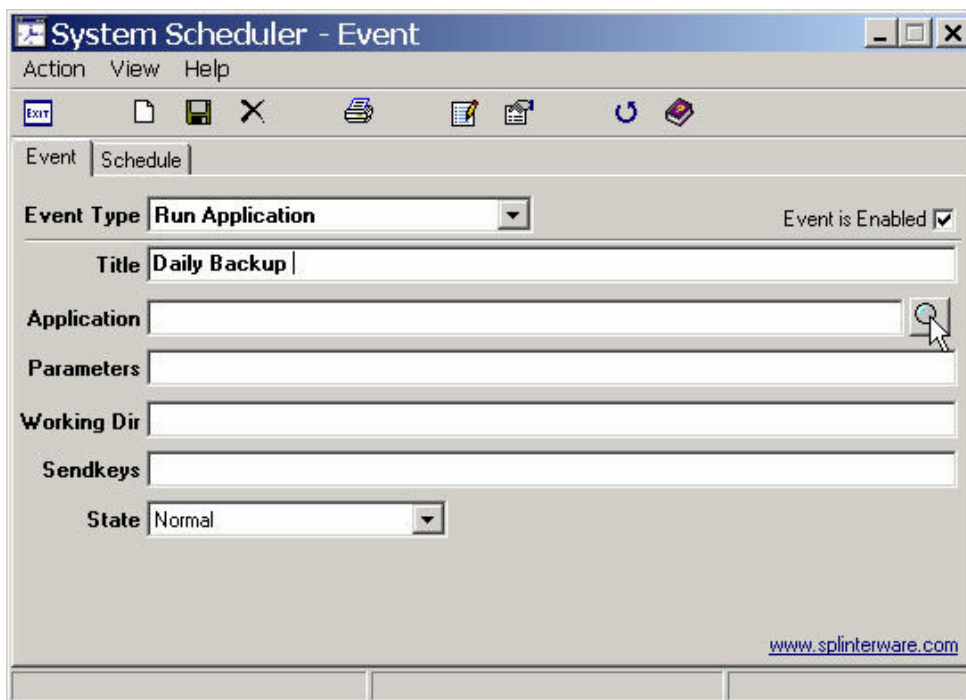 System Scheduler - Event
Action View Help
EXIT
Event Schedule
Event Type Run Application Event is Enabled
Title Daily Backup
Application
Parameters
Working Dir
Sendkeys
State Normal
www.splinterware.com